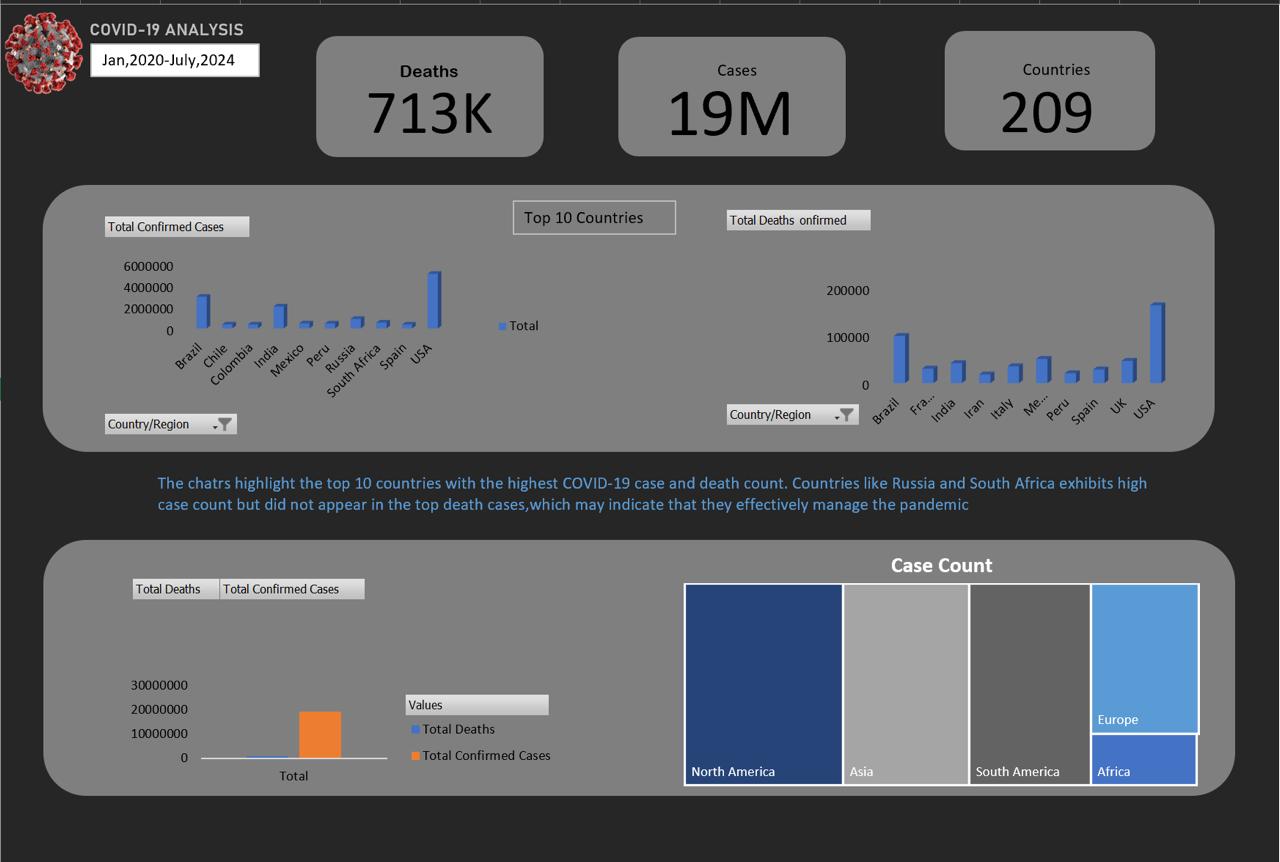 COVID-19 ANALYSIS
Jan,2020-July,2024
Deaths
713K
Cases
19M
Countries
209
Top 10 Countries
Total Confirmed Cases
6000000
4000000
2000000
0
Brazil
Chile
Colombia
India
Mexico
Peru
Russia
South Africa
Spain
USA
Total
Country/Region
Total Deaths onfirmed
200000
100000
0
Brazil
Fra...
India
Iran
Italy
Me...
Peru
Spain
UK
USA
Country/Region
The chatrs highlight the top 10 countries with the highest COVID-19 case and death count. Countries like Russia and South Africa exhibits high
case count but did not appear in the top death cases,which may indicate that they effectively manage the pandemic
Total Deaths
Total Confirmed Cases
30000000
20000000
10000000
0
Total
Values
Total Deaths
Total Confirmed Cases
Case Count
North America
Asia
South America
Europe
Africa